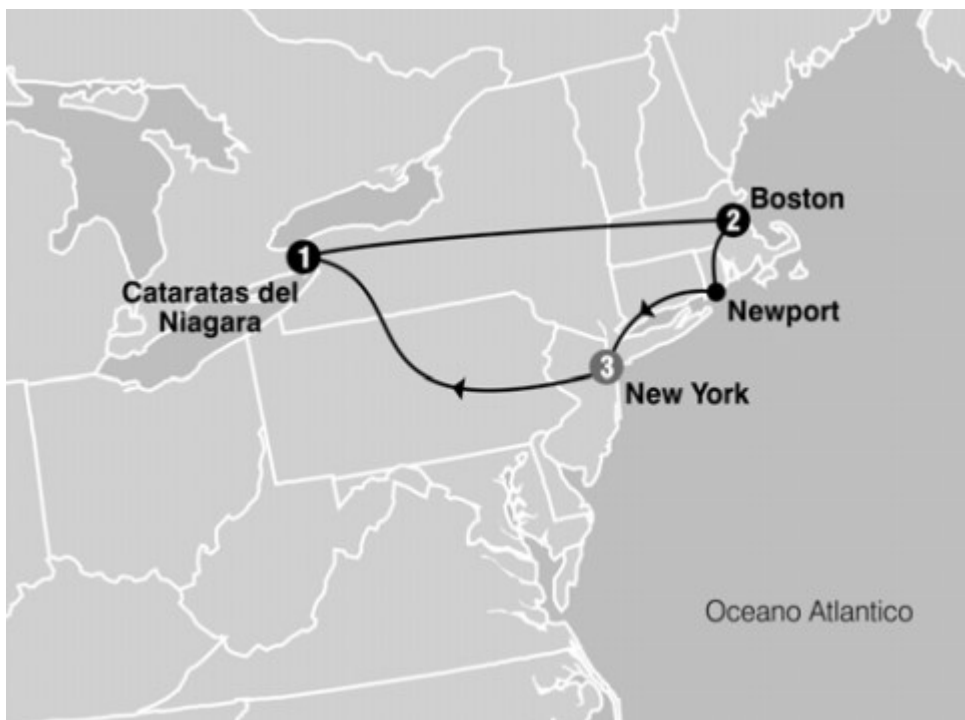 Boston
2
1
Cataratas del
Niagara
Newport
3
New York
Oceano Atlantico